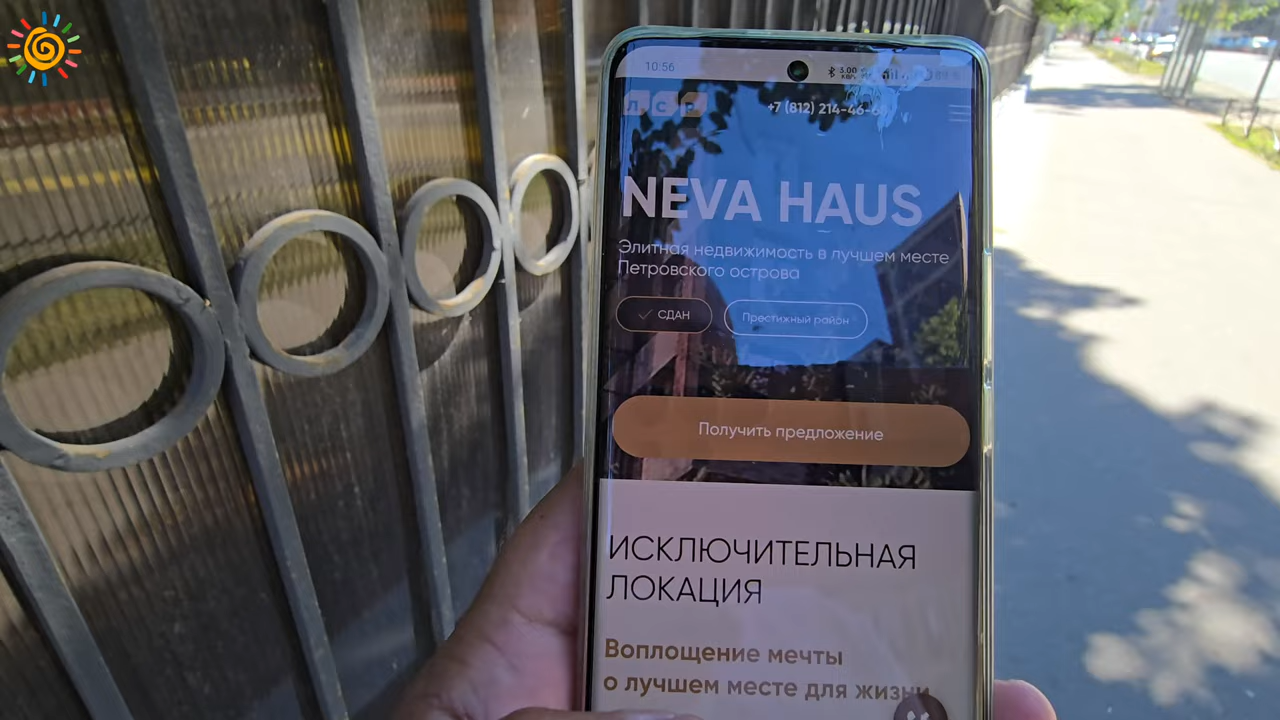 10:56
ЛСР
+7 (812) 214-46-6
NEVA HAUS
Элитная недвижимость в лучшем месте
Петровского острова
СДАН
Престижный район
Получить предложение
ИСКЛЮЧИТЕЛЬНАЯ
ЛОКАЦИЯ
Воплощение мечты
о лучшем месте для жизни